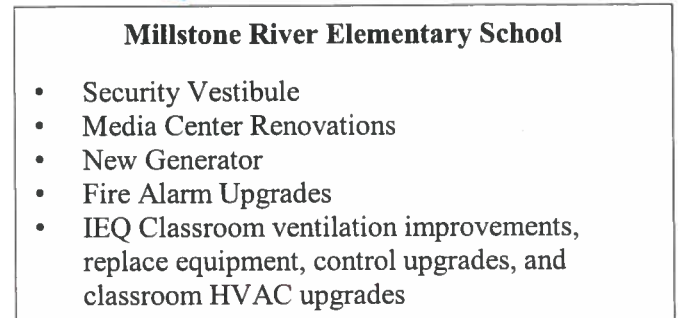 Millstone River Elementary School
• Security Vestibule
• Media Center Renovations
• New Generator
• Fire Alarm Upgrades
• IEQ Classroom ventilation improvements,
replace equipment, control upgrades, and
classroom HVAC upgrades